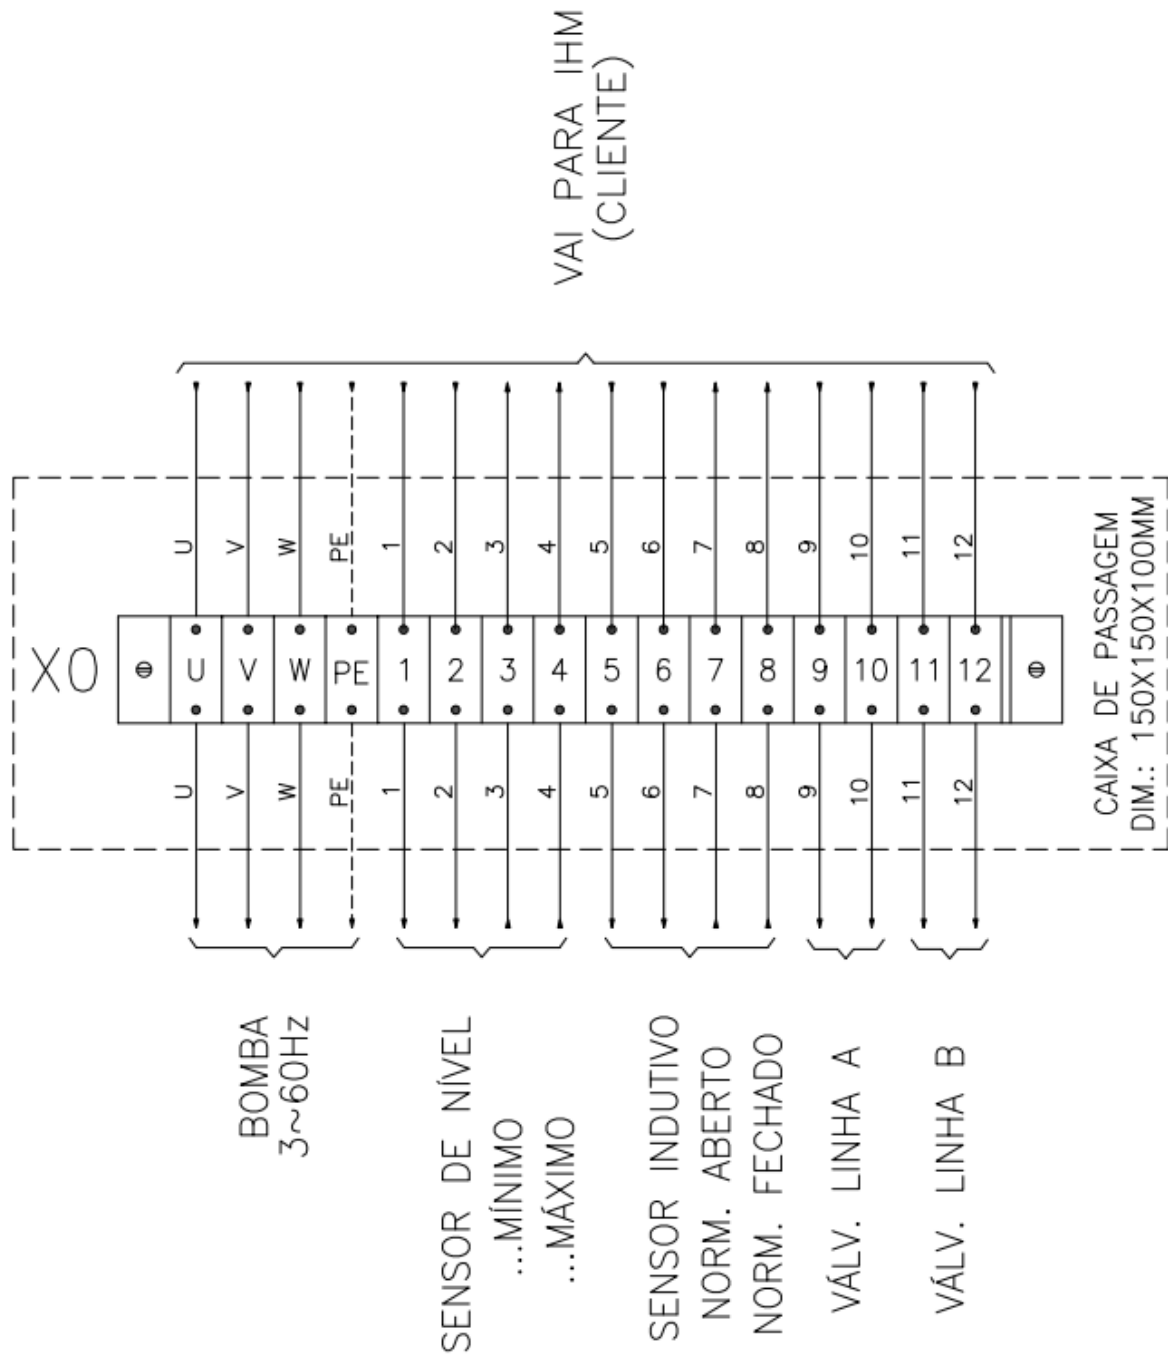 VAI PARA IHM
(CLIENTE)
X0
U
V
W
PE
1
2
3
4
5
6
7
8
9
10
11
12
U
V
W
PE
1
2
3
4
5
6
7
8
9
10
11
12
U
V
W
PE
1
2
3
4
5
6
7
8
9
10
11
12
CAIXA DE PASSAGEM
DIM.: 150X150X100MM
BOMBA
3~60Hz
SENSOR DE NÍVEL
...MÍNIMO
...MÁXIMO
SENSOR INDUTIVO
NORM. ABERTO
NORM. FECHADO
VÁLV. LINHA A
VÁLV. LINHA B